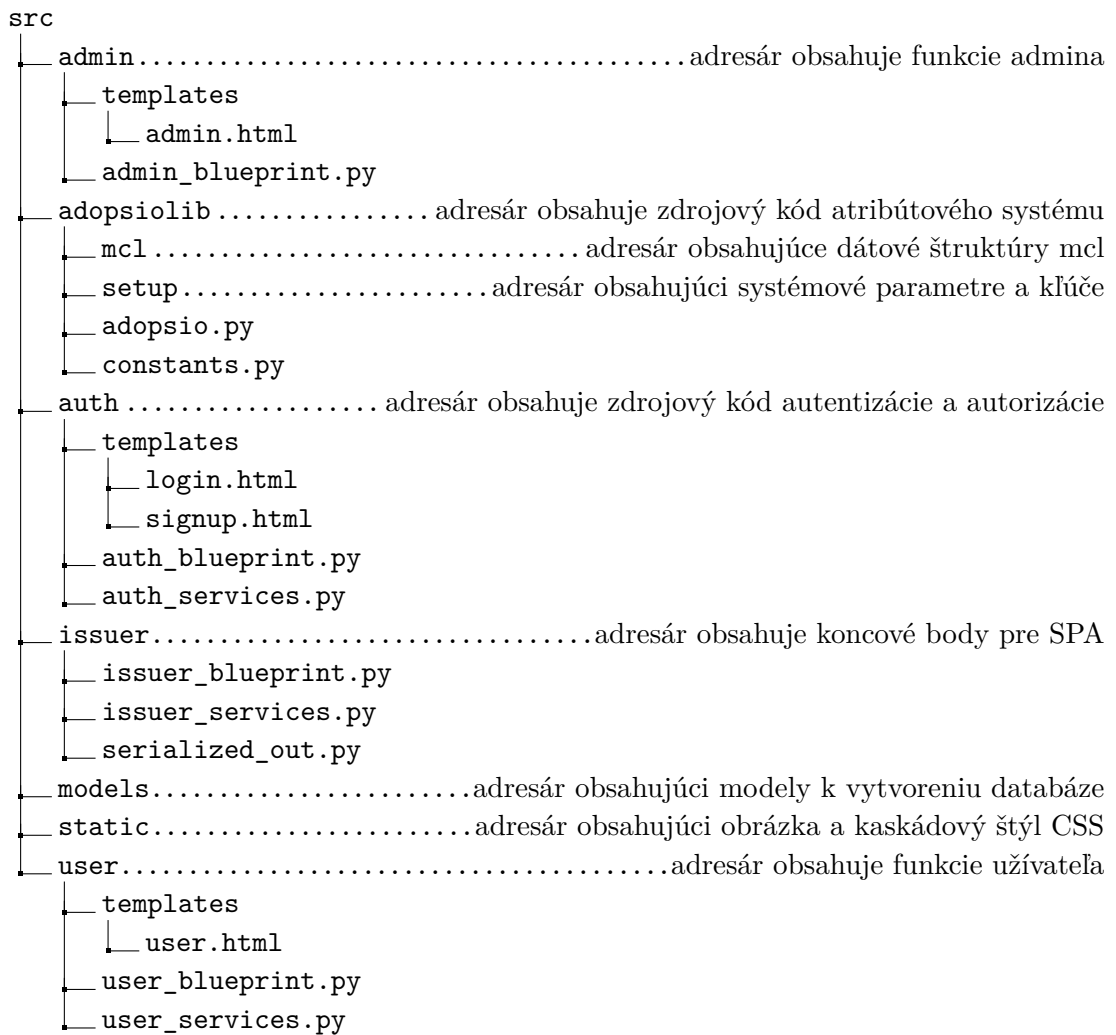 src
admin........................................adresár obsahuje funkcie admina
templates
admin.html
admin_blueprint.py
adopsiolib................adresár obsahuje zdrojový kód atribútového systému
mcl...............................adresár obsahujúce dátové štruktúry mcl
setup......................adresár obsahujúci systémové parametre a kľúče
adopsio.py
constants.py
auth...................adresár obsahuje zdrojový kód autentizácie a autorizácie
templates
login.html
signup.html
auth_blueprint.py
auth_services.py
issuer................................adresár obsahuje koncové body pre SPA
issuer_blueprint.py
issuer_services.py
serialized_out.py
models.......................adresár obsahujúci modely k vytvoreniu databáze
static.......................adresár obsahujúci obrázka a kaskádový štýl CSS
user........................................adresár obsahuje funkcie užívateľa
templates
user.html
user_blueprint.py
user_services.py